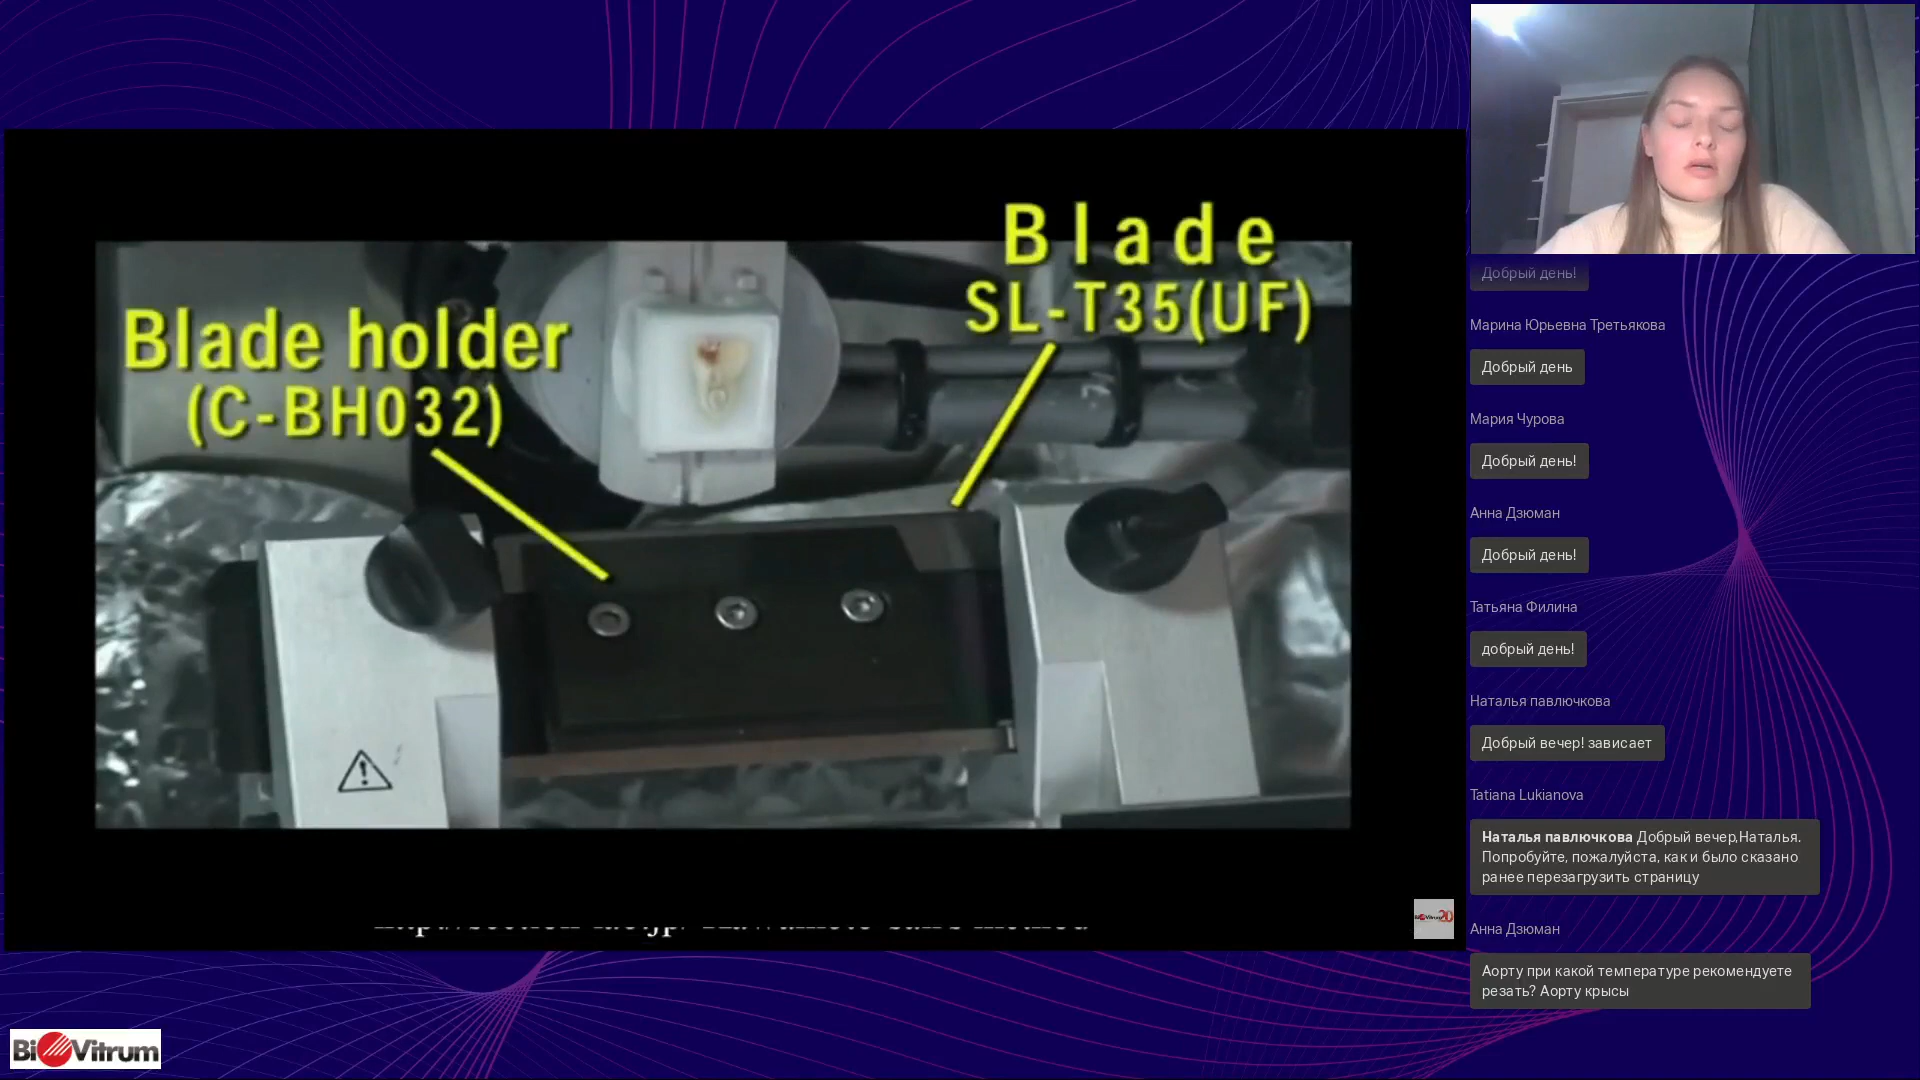 Blade
SL-T35(UF)
Blade holder
(C-BH032)
BioVitrum
Добрый день!
Марина Юрьевна Третьякова
Добрый день
Мария Чурова
Добрый день!
Анна Дзюман
Добрый день!
Татьяна Филина
добрый день!
Наталья павлючкова
Добрый вечер! зависает
Tatiana Lukianova
Наталья павлючкова Добрый вечер,Наталья.
Попробуйте, пожалуйста, как и было сказано
ранее перезагрузить страницу
Анна Дзюман
Аорту при какой температуре рекомендуете
резать? Аорту крысы